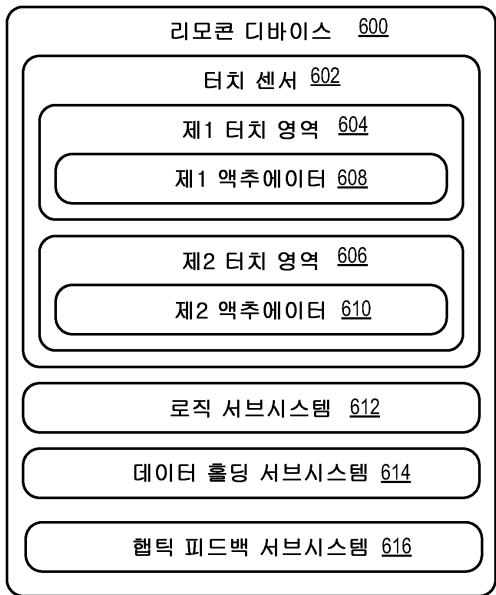 리모콘 디바이스 600
터치 센서 602
제1 터치 영역 604
제1 액추에이터 608
제2 터치 영역 606
제2 액추에이터 610
로직 서브시스템 612
데이터 홀딩 서브시스템 614
햅틱 피드백 서브시스템 616